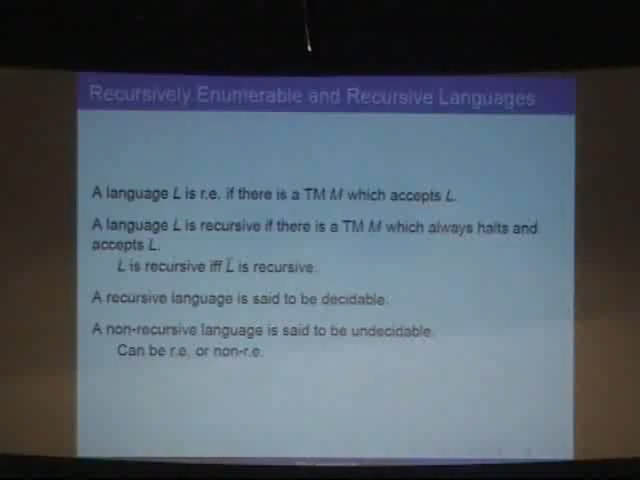 Recursively Enumerable and Recursive Languages
A language L is r.e. if there is a TM M which accepts L.
A language L is recursive if there is a TM M which always halts and
accepts L.
L is recursive iff L̄ is recursive.
A recursive language is said to be decidable.
A non-recursive language is said to be undecidable.
Can be r.e. or non-r.e.